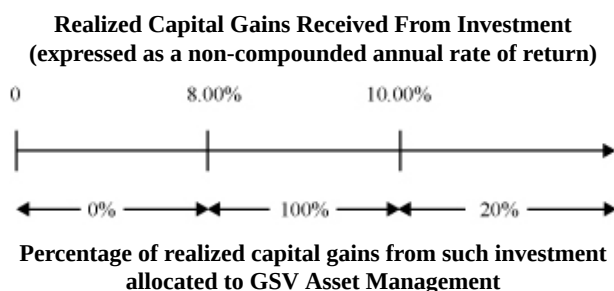 Realized Capital Gains Received From Investment
(expressed as a non-compounded annual rate of return)
0 8.00% 10.00%
0% 100% 20%
Percentage of realized capital gains from such investment
allocated to GSV Asset Management